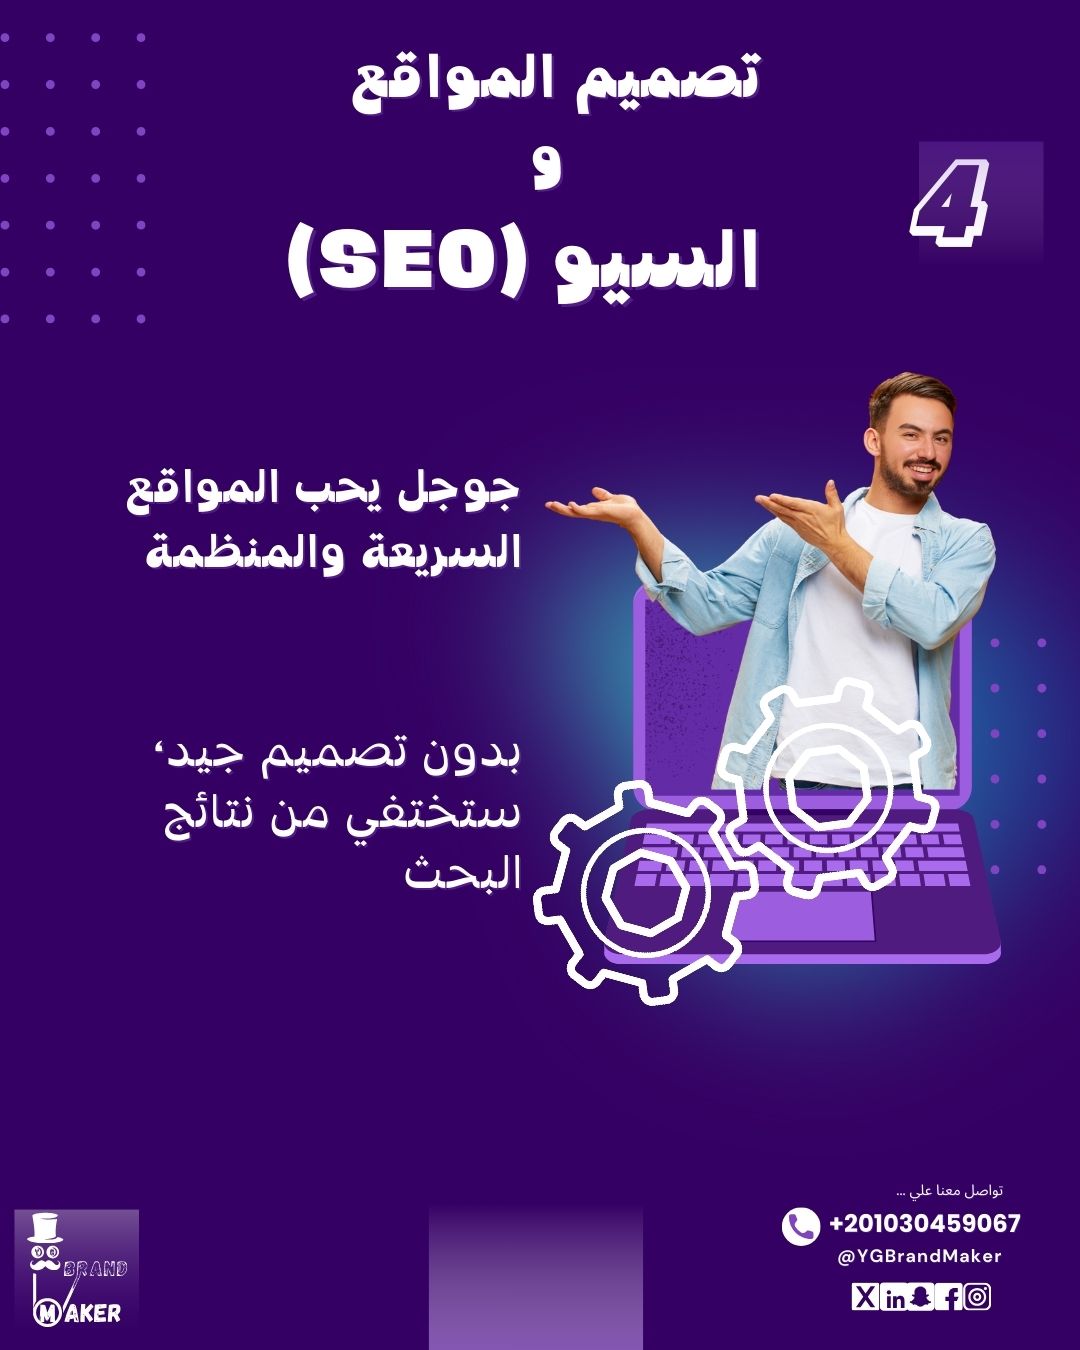 تصميم المواقع
و
السيو (SEO)
4
جوجل يحب المواقع
السريعة والمنظمة
بدون تصميم جيد،
ستختفي من نتائج
البحث
تواصل معنا علي ...
+201030459067
@YGBrandMaker
BRAND
MAKER